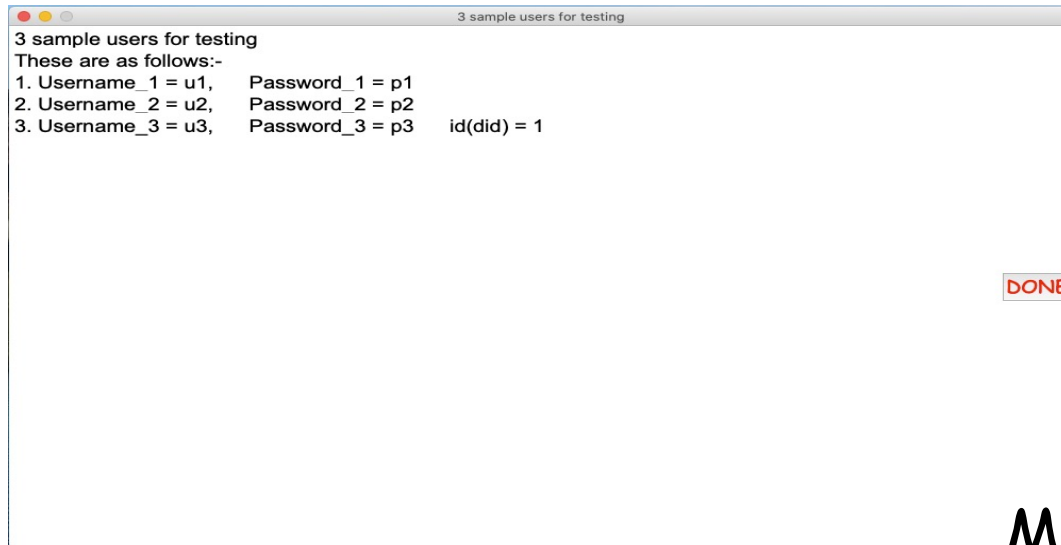 3 sample users for testing
3 sample users for testing
These are as follows:-
1. Username_1 = u1, Password_1 = p1
2. Username_2 = u2, Password_2 = p2
3. Username_3 = u3, Password_3 = p3 id(did) = 1
DONE